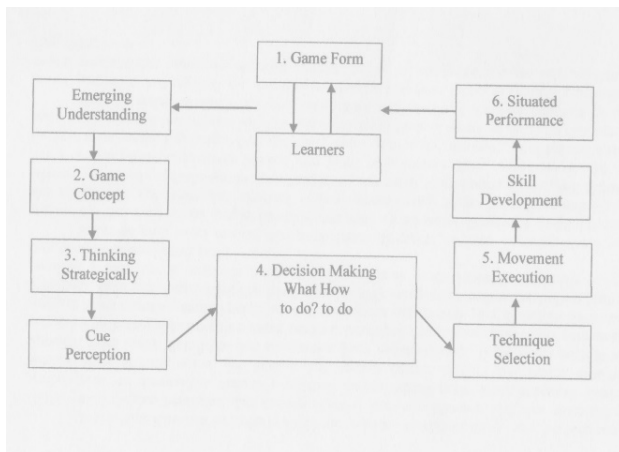 1. Game Form
Learners
Emerging
Understanding
2. Game
Concept
3. Thinking
Strategically
Cue
Perception
4. Decision Making
What How
to do? to do
Technique
Selection
5. Movement
Execution
Skill
Development
6. Situated
Performance